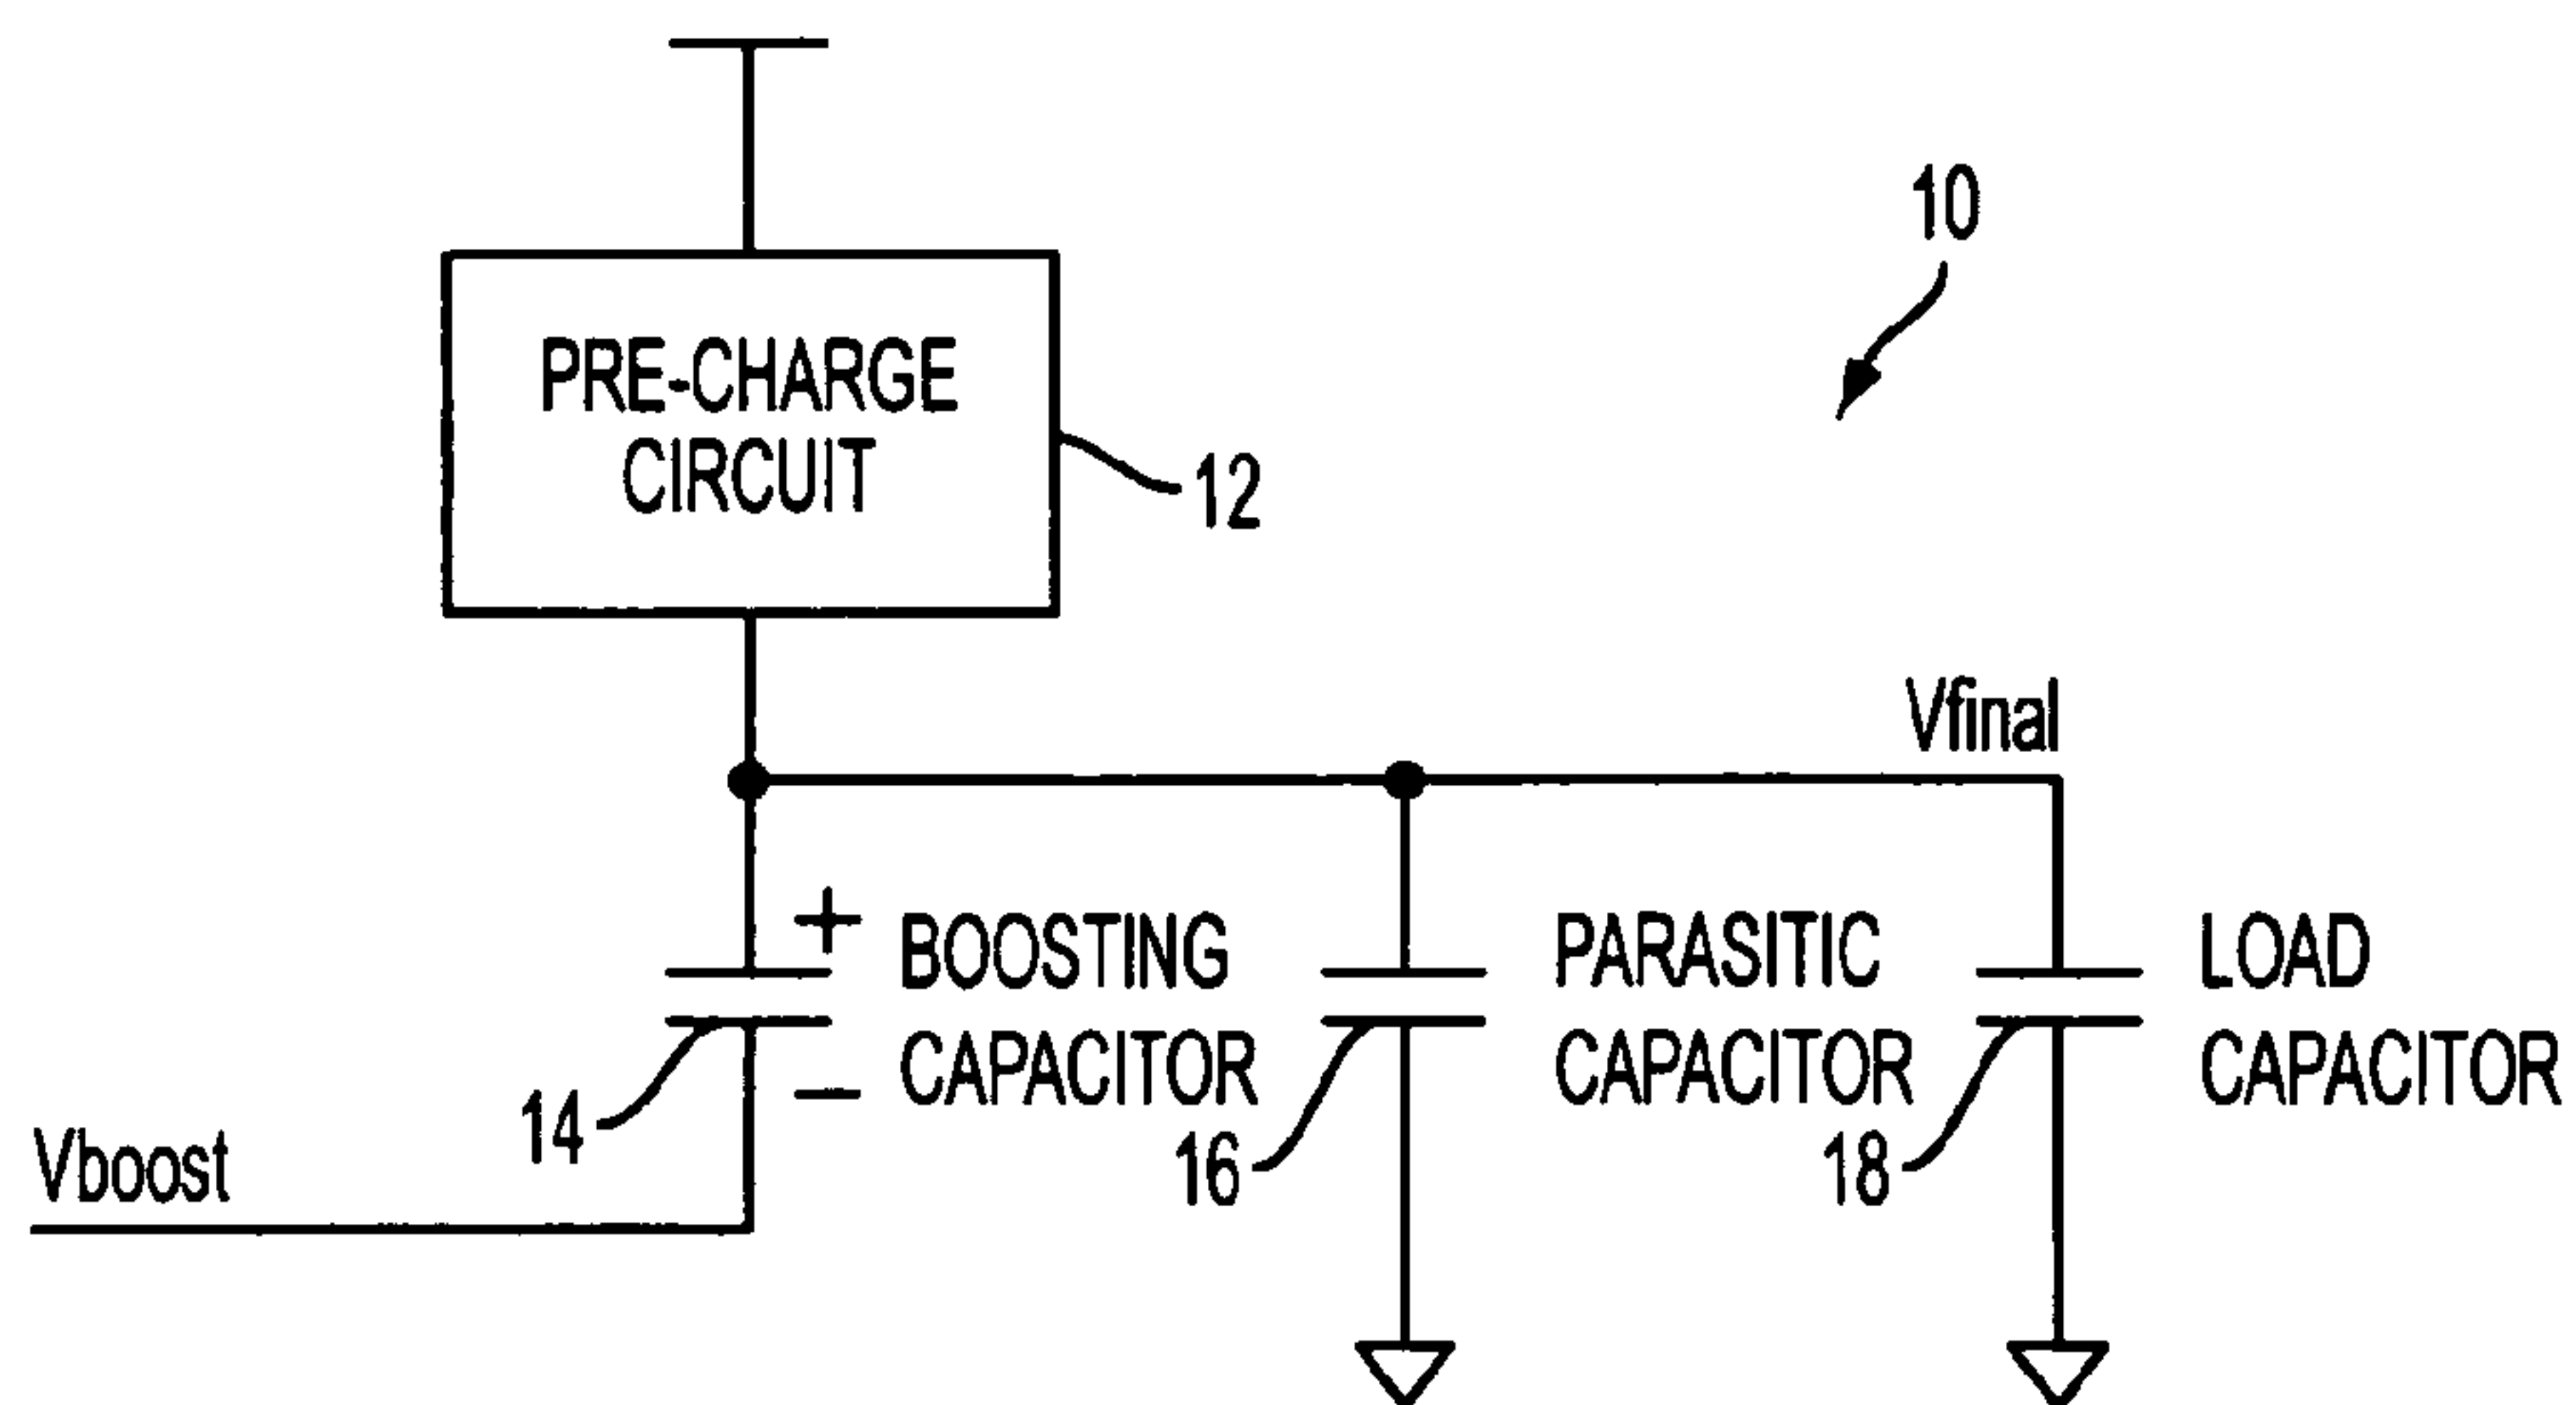 10
PRE-CHARGE
CIRCUIT
12
Vfinal
+
BOOSTING
CAPACITOR
–
14
PARASITIC
CAPACITOR
16
LOAD
CAPACITOR
18
Vboost